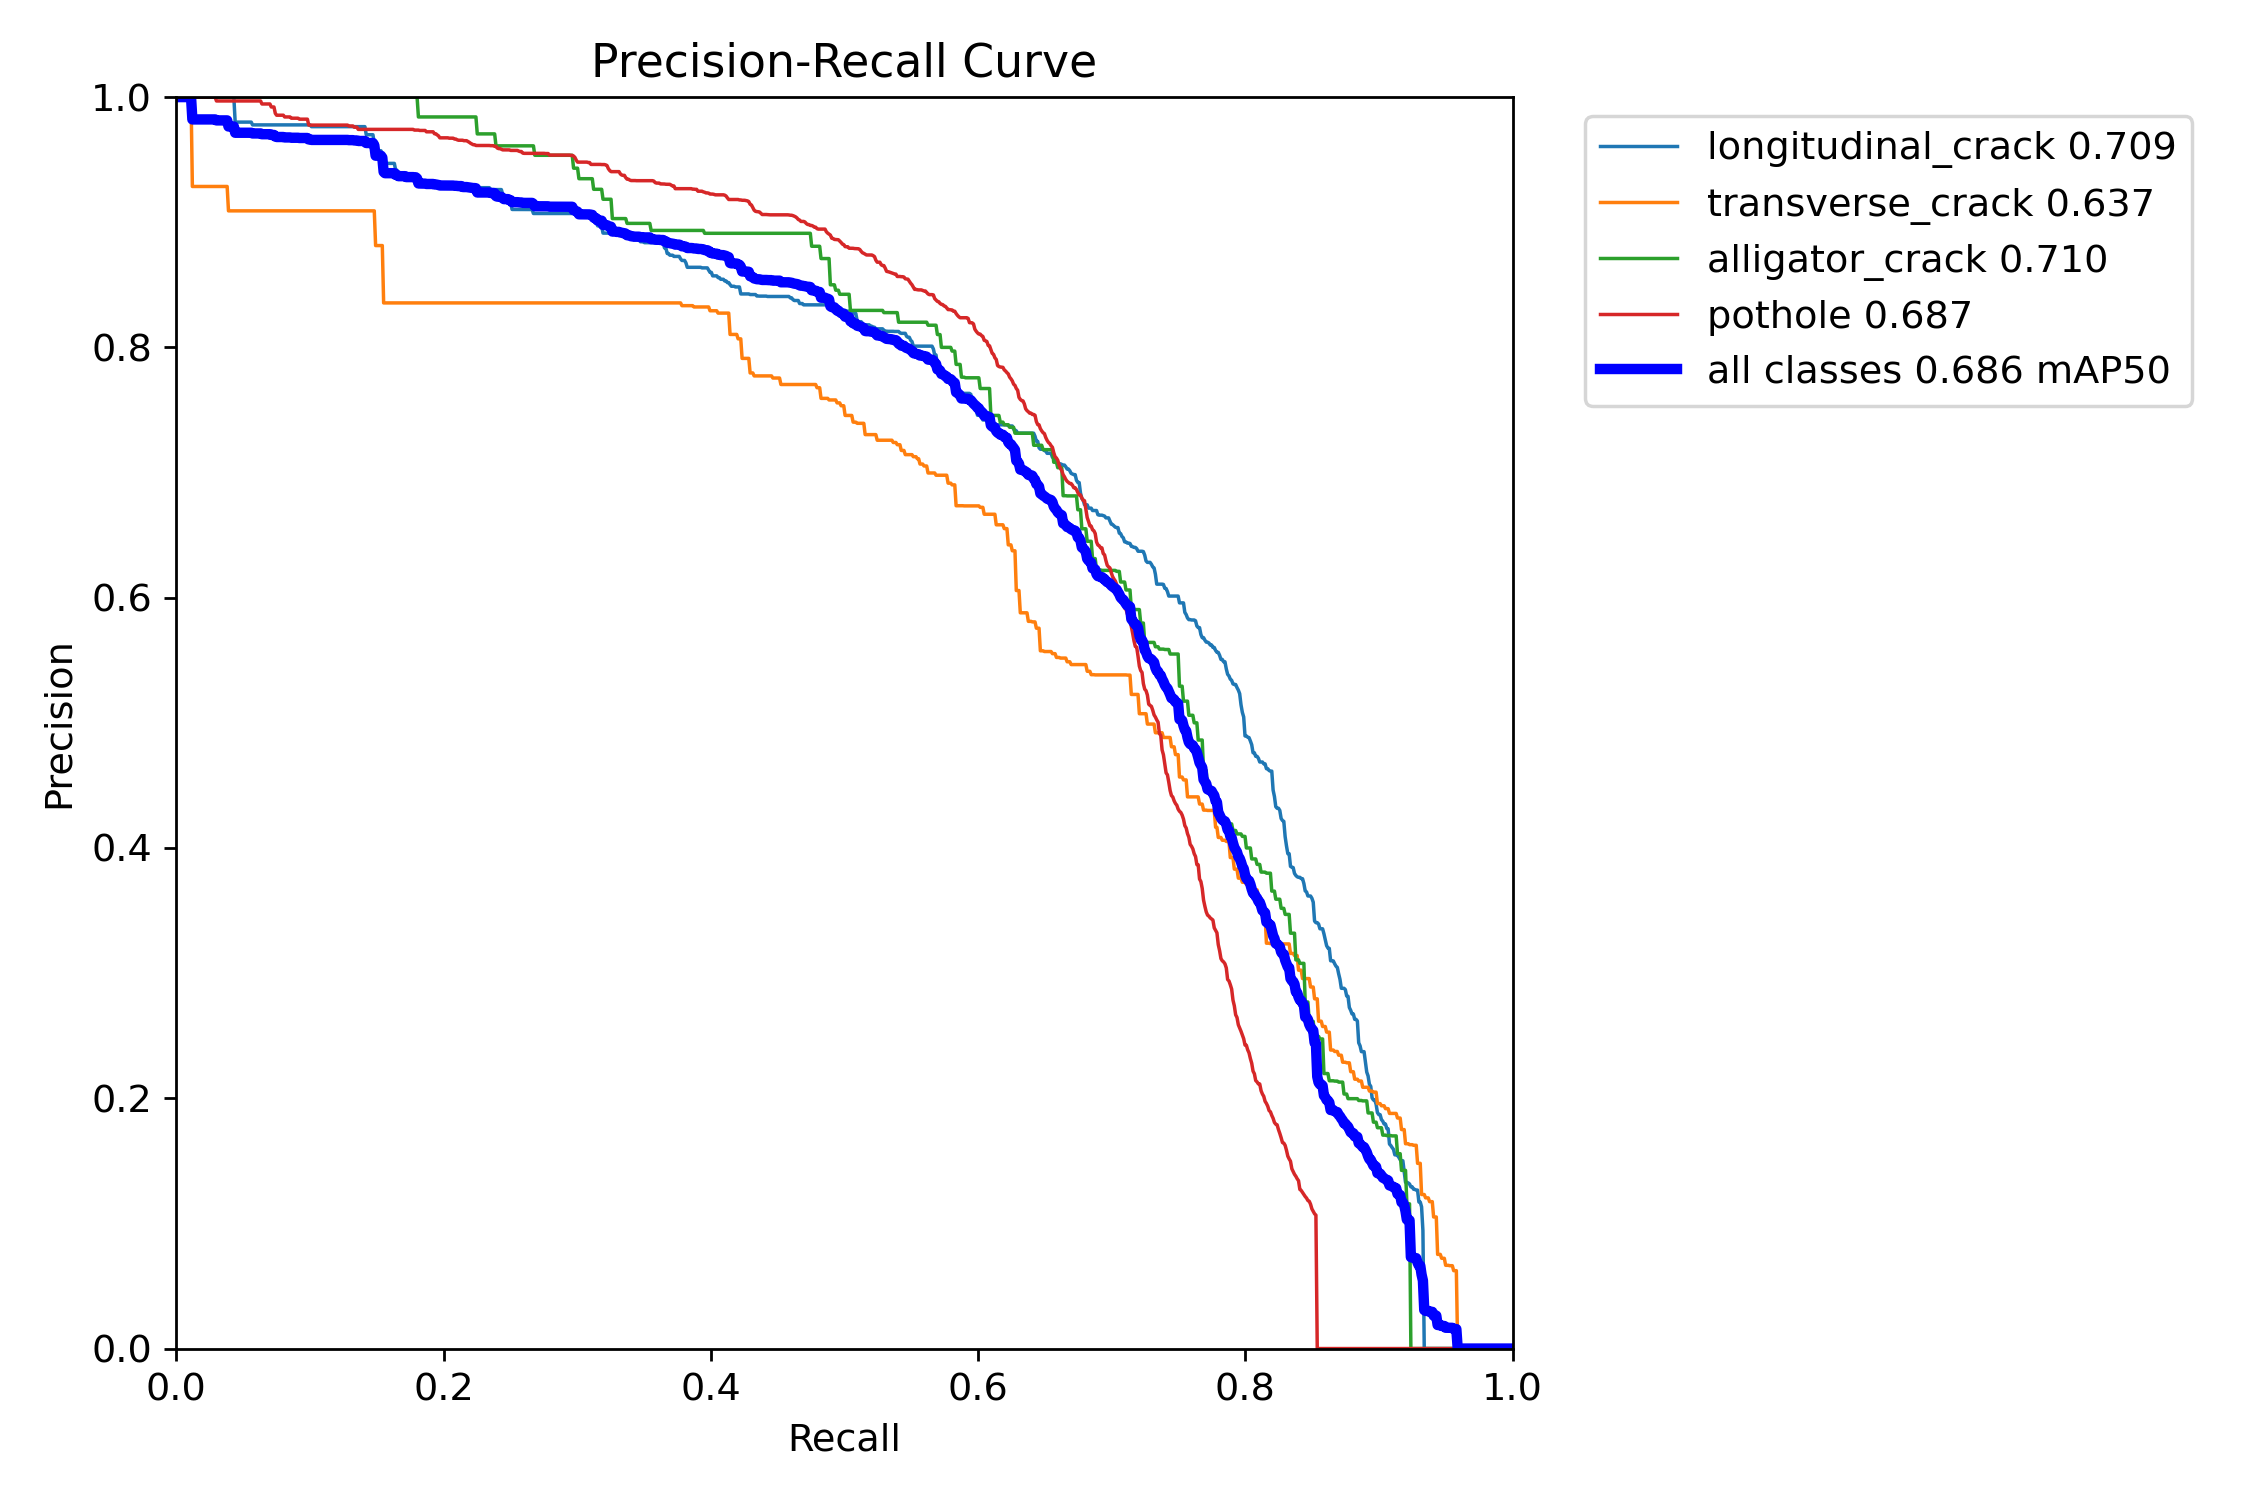 Precision-Recall Curve
1.0
0.8
0.6
0.4
0.2
0.0
Precision
0.0 0.2 0.4 0.6 0.8 1.0
Recall
longitudinal_crack 0.709
transverse_crack 0.637
alligator_crack 0.710
pothole 0.687
all classes 0.686 mAP50